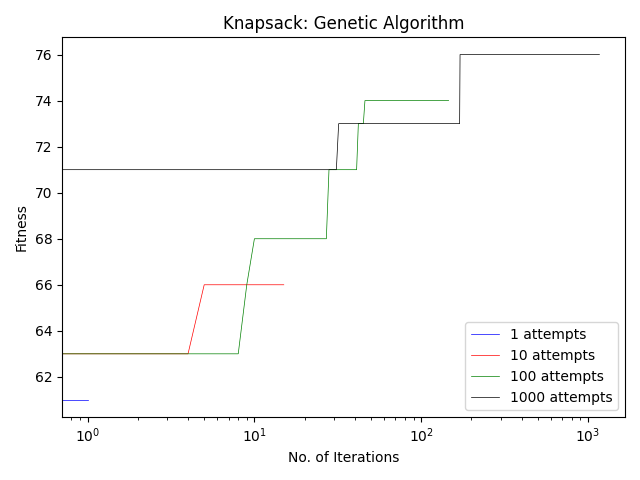 Knapsack: Genetic Algorithm
76
74
72
70
68
66
64
62
Fitness
10⁰
10¹
10²
10³
No. of Iterations
1 attempts
10 attempts
100 attempts
1000 attempts